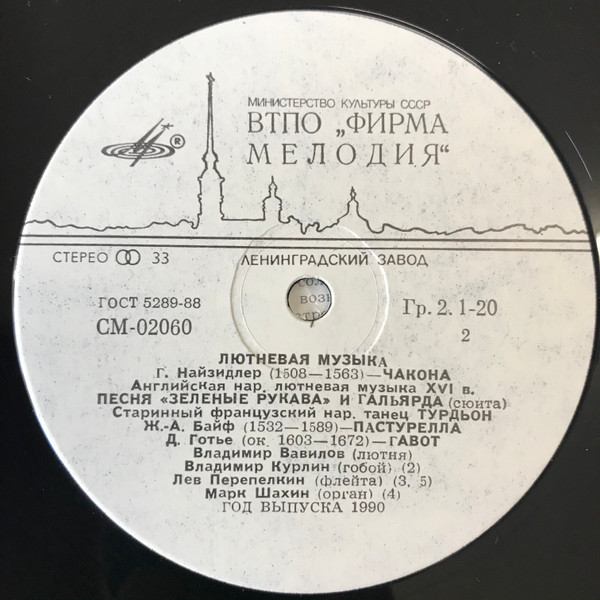 МИНИСТЕРСТВО КУЛЬТУРЫ СССР
ВТПО „ФИРМА
МЕЛОДИЯ“
®
СТЕРЕО 33
ЛЕНИНГРАДСКИЙ ЗАВОД
ГОСТ 5289-88
Гр. 2. 1-20
СМ-02060
2
ЛЮТНЕВАЯ МУЗЫКА
Г. Найзидлер (1508—1563)—ЧАКОНА
Английская нар. лютневая музыка XVI в.
ПЕСНЯ «ЗЕЛЕНЫЕ РУКАВА» И ГАЛЬЯРДА (сюита)
Старинный французский нар. танец ТУРДЬОН
Ж.-А. Байф (1532—1589)—ПАСТУРЕЛЛА
Д. Готье (ок. 1603—1672)—ГАВОТ
Владимир Вавилов (лютня)
Владимир Курлин (гобой) (2)
Лев Перепелкин (флейта) (3, 5)
Марк Шахин (орган) (4)
ГОД ВЫПУСКА 1990